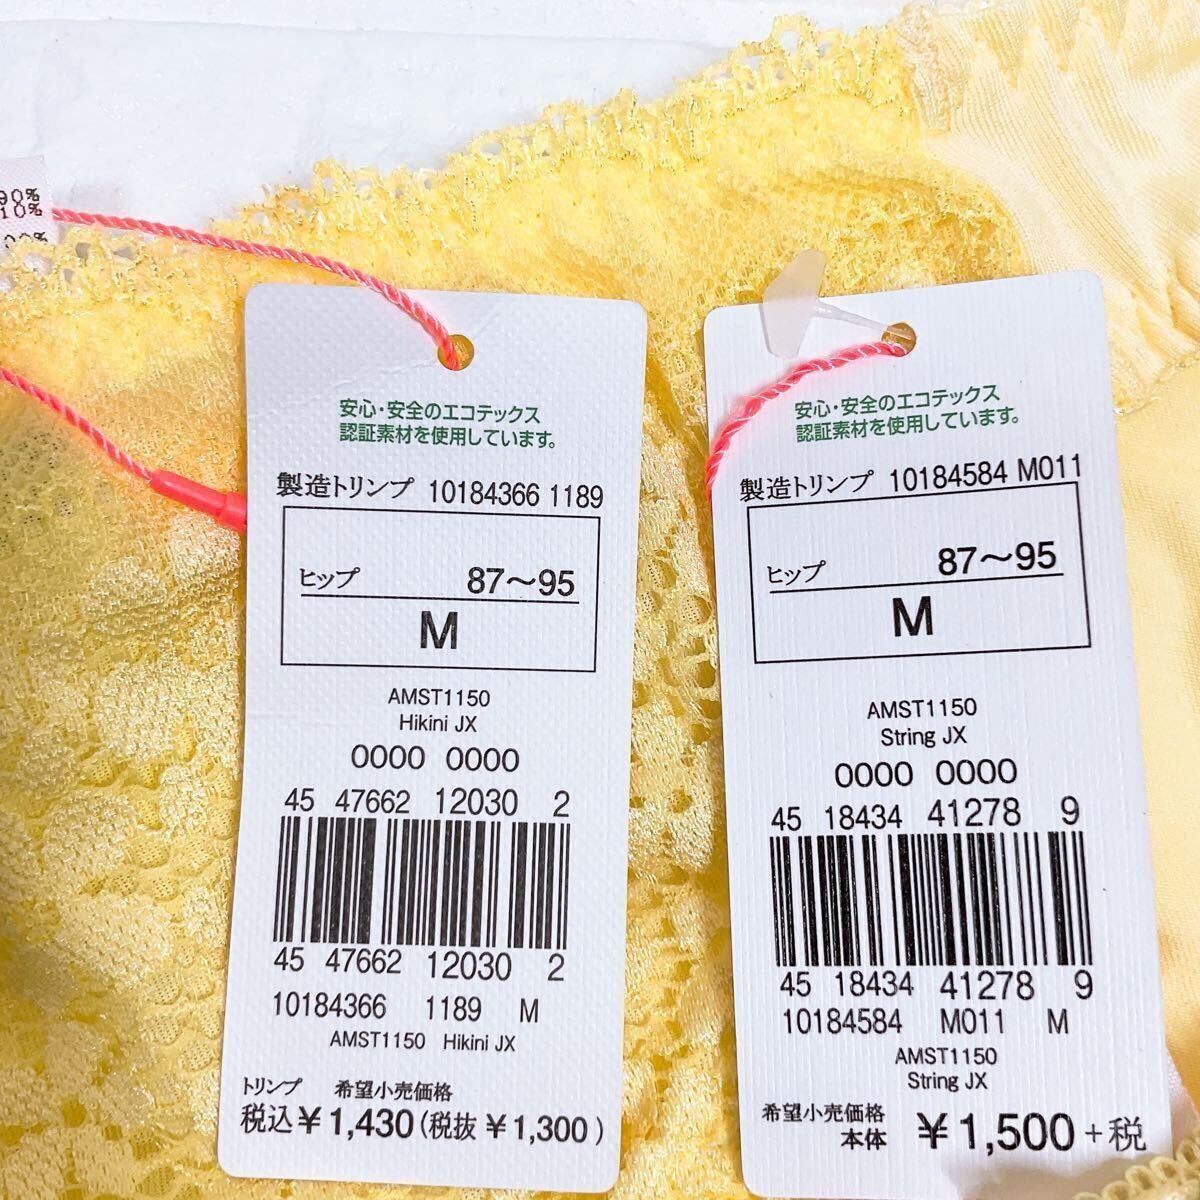 90%
10%
安心・安全のエコテックス
認証素材を使用しています。
製造トリンプ 10184366 1189
ヒップ 87〜95
M
AMST1150
Hikini JX
0000 0000
45 47662 12030 2
45 47662 12030 2
10184366 1189 M
AMST1150 Hikini JX
トリンプ 希望小売価格
税込¥1,430(税抜¥1,300)
安心・安全のエコテックス
認証素材を使用しています。
製造トリンプ 10184584 M011
ヒップ 87〜95
M
AMST1150
String JX
0000 0000
45 18434 41278 9
45 18434 41278 9
10184584 M011 M
AMST1150
String JX
希望小売価格
本体 ¥1,500+税